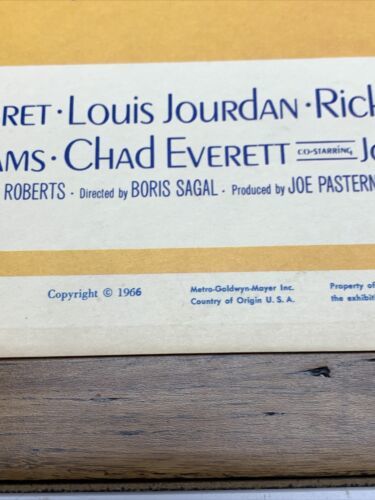 RET · LOUIS JOURDAN · RICK
AMS · CHAD EVERETT CO-STARRING JO
ROBERTS · Directed by BORIS SAGAL · Produced by JOE PASTERN
Copyright © 1966 Metro-Goldwyn-Mayer Inc. Property of
Country of Origin U. S. A. the exhibiti